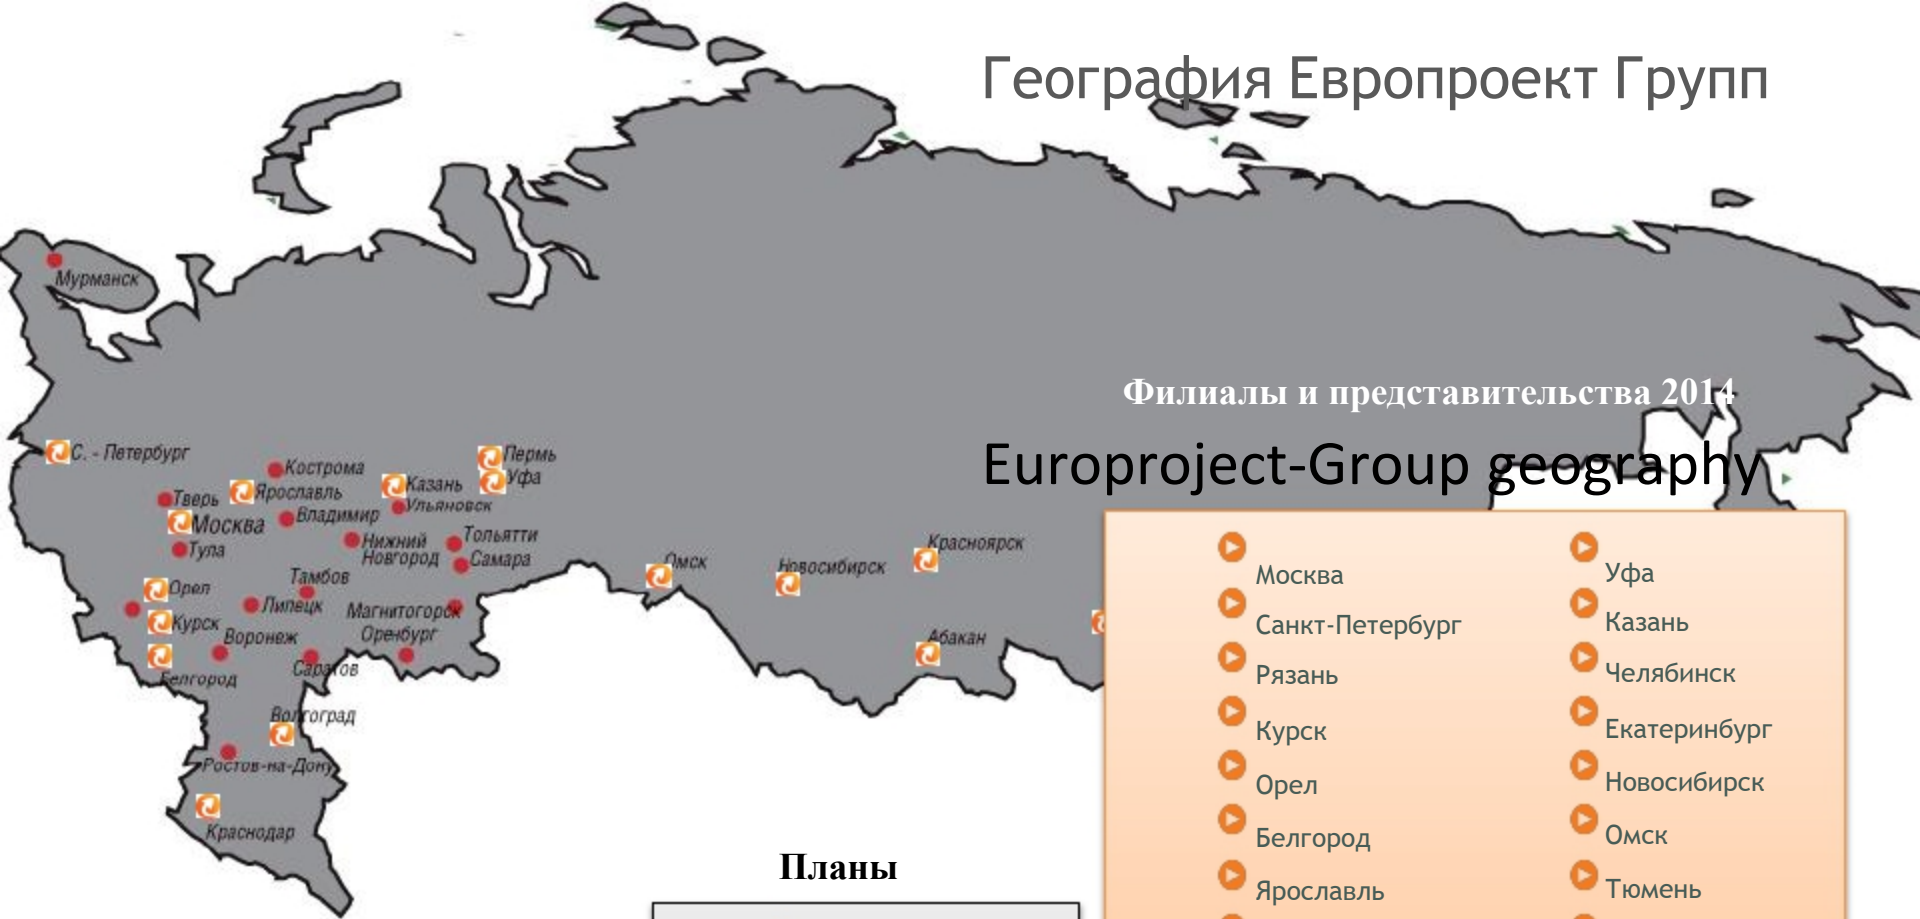 География Европроект Групп
Мурманск
Филиалы и представительства 2014
Europroject-Group geography
С. - Петербург
Кострома
Пермь
Уфа
Тверь
Ярославль
Казань
Ульяновск
Москва
Владимир
Тула
Нижний
Новгород
Тольятти
Самара
Орел
Тамбов
Липецк
Магнитогорск
Курск
Воронеж
Оренбург
Саратов
Белгород
Волгоград
Ростов-на-Дону
Краснодар
Омск
Новосибирск
Красноярск
Абакан
Планы
Москва
Санкт-Петербург
Рязань
Курск
Орел
Белгород
Ярославль
Уфа
Казань
Челябинск
Екатеринбург
Новосибирск
Омск
Тюмень